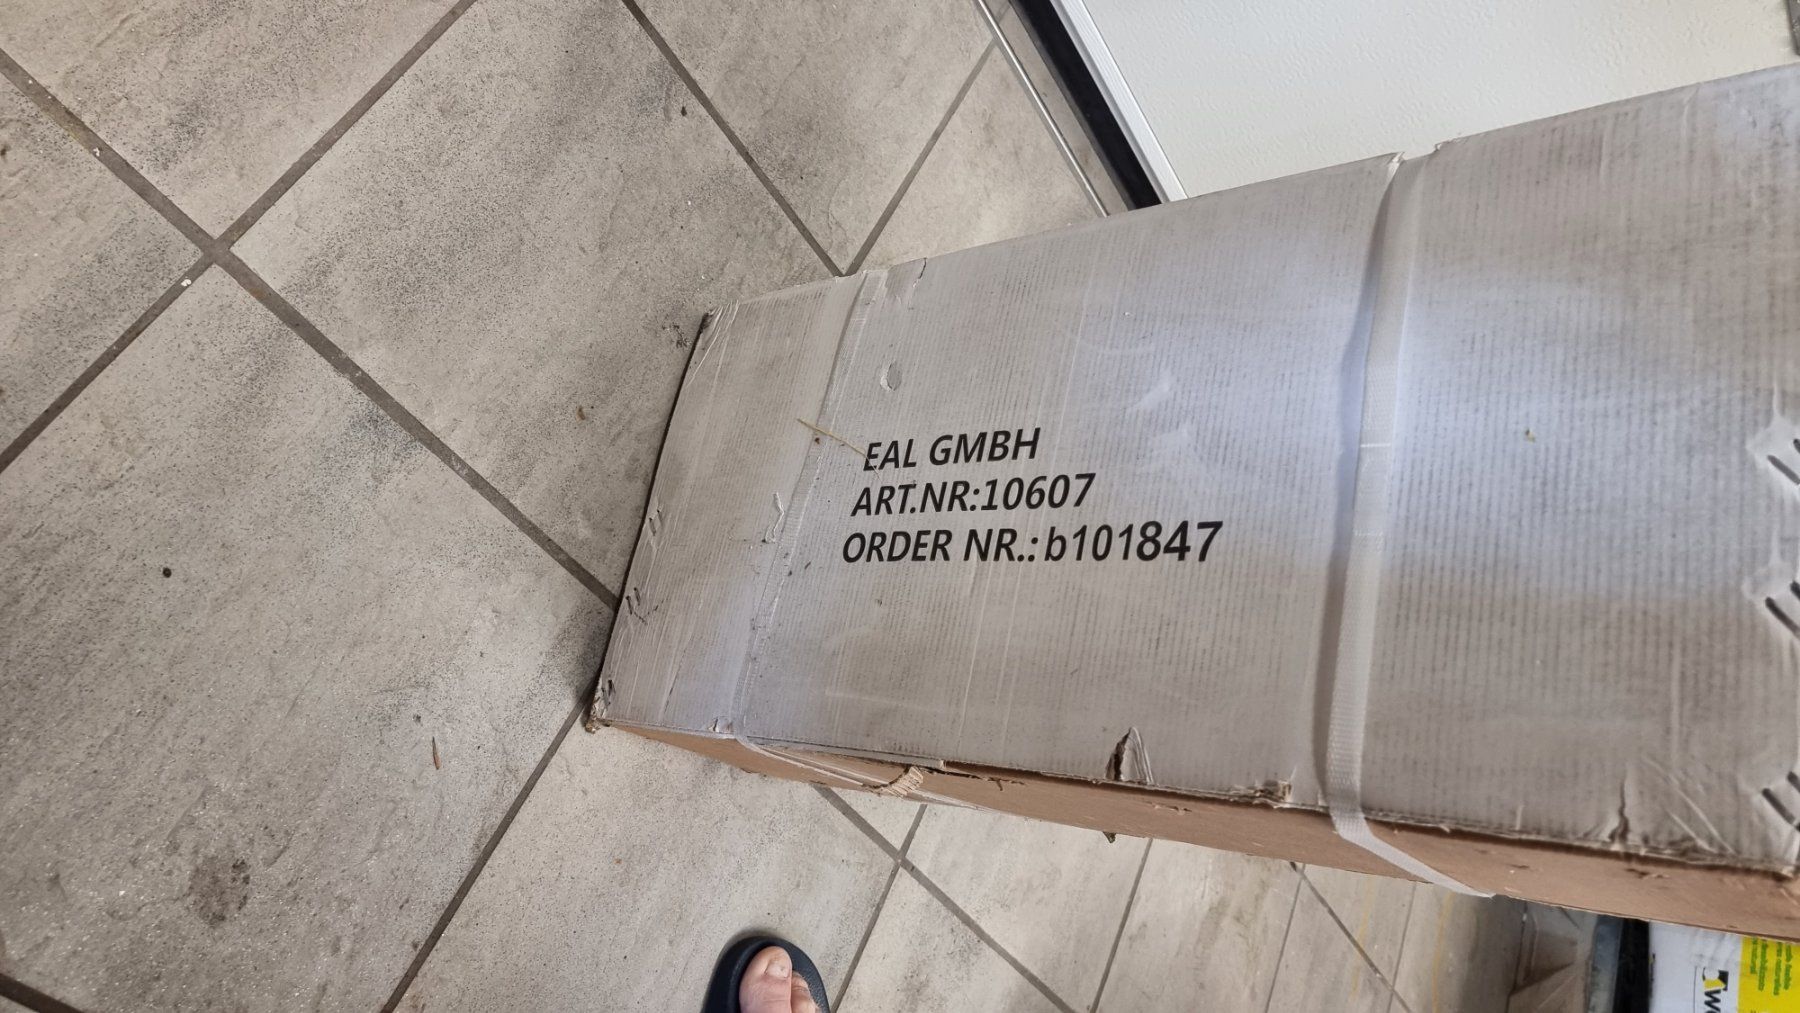 EAL GMBH
ART.NR:10607
ORDER NR.: b101847